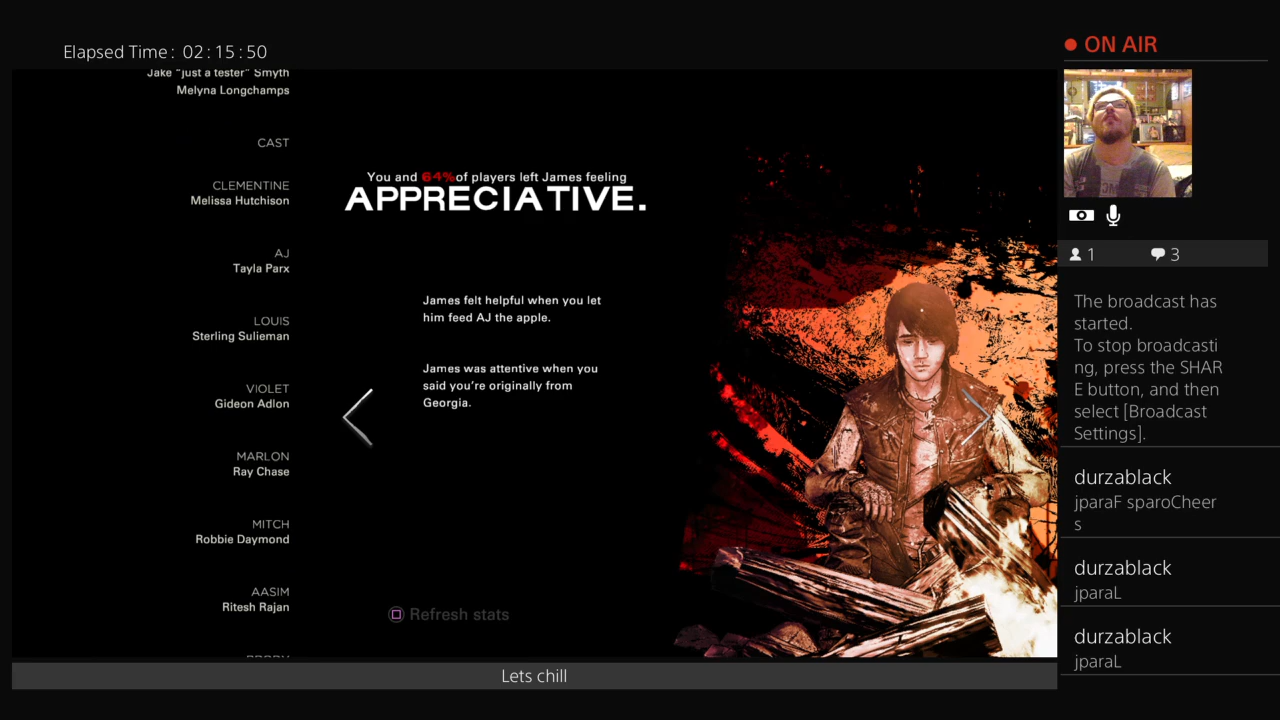 Elapsed Time: 02:15:50
ON AIR
Jake "just a tester" Smyth
Melyna Longchamps
CAST
CLEMENTINE
Melissa Hutchison
AJ
Tayla Parx
LOUIS
Sterling Sulieman
VIOLET
Gideon Adlon
MARLON
Ray Chase
MITCH
Robbie Daymond
AASIM
Ritesh Rajan
You and 64% of players left James feeling
APPRECIATIVE.
James felt helpful when you let
him feed AJ the apple.
James was attentive when you
said you're originally from
Georgia.
Refresh stats
Lets chill
1
3
The broadcast has
started.
To stop broadcasti
ng, press the SHAR
E button, and then
select [Broadcast
Settings].
durzablack
jparaF sparoCheer
s
durzablack
jparaL
durzablack
jparaL